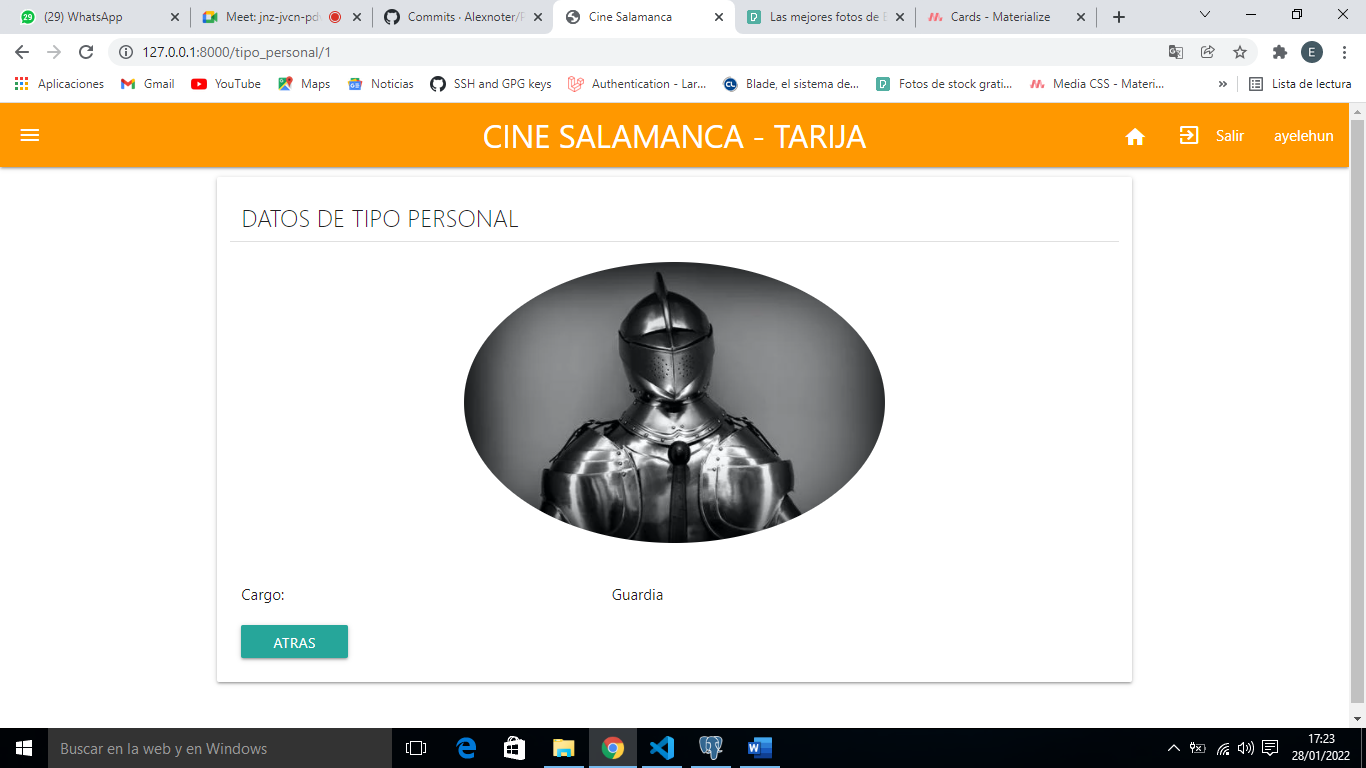 (29) WhatsApp
Meet: jnz-jvcn-pd
Commits · Alexnoter/P
Cine Salamanca
Las mejores fotos de E
Cards - Materialize
127.0.0.1:8000/tipo_personal/1
E
Aplicaciones
Gmail
YouTube
Maps
Noticias
SSH and GPG keys
Authentication - Lar...
Blade, el sistema de...
Fotos de stock grati...
Media CSS - Materi...
»
Lista de lectura
CINE SALAMANCA - TARIJA
Salir
ayelehun
DATOS DE TIPO PERSONAL
Cargo:
Guardia
ATRAS
Buscar en la web y en Windows
17:23
28/01/2022